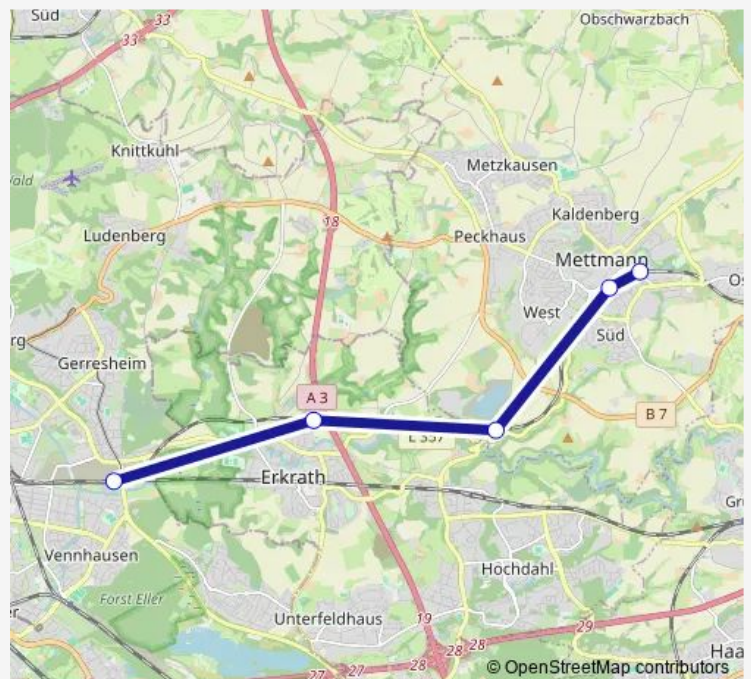 Süd
33
33
Obschwarzbach
Knittkuhl
Metzkausen
18
Kaldenberg
Ludenberg
Peckhaus
Mettmann
West
Süd
Gerresheim
A 3
B 7
Erkrath
Vennhausen
Hochdahl
Forst Eller
Unterfeldhaus
19
29
28
28
27
27
28
© OpenStreetMap contributors